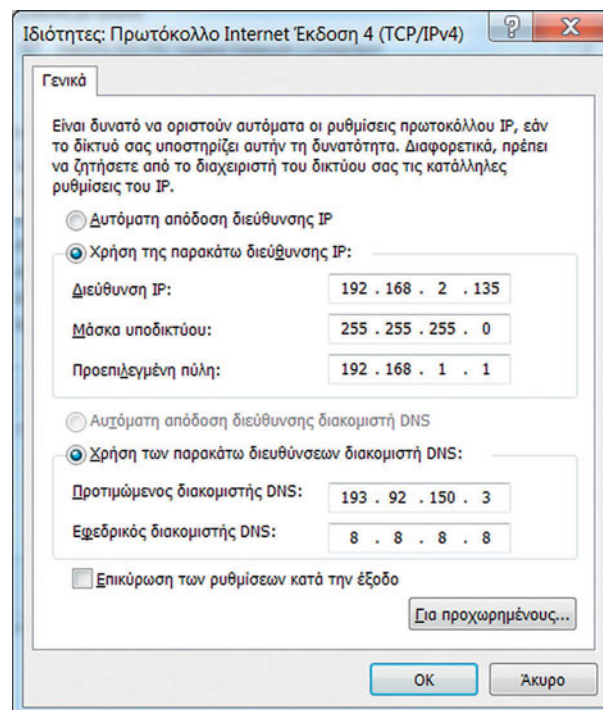 Ιδιότητες: Πρωτόκολλο Internet Έκδοση 4 (TCP/IPv4)
Γενικά
Είναι δυνατό να οριστούν αυτόματα οι ρυθμίσεις πρωτοκόλλου IP, εάν
το δίκτυό σας υποστηρίζει αυτήν τη δυνατότητα. Διαφορετικά, πρέπει
να ζητήσετε από το διαχειριστή του δικτύου σας τις κατάλληλες
ρυθμίσεις του IP.
Αυτόματη απόδοση διεύθυνσης IP
Χρήση της παρακάτω διεύθυνσης IP:
Διεύθυνση IP: 192 . 168 . 2 . 135
Μάσκα υποδικτύου: 255 . 255 . 255 . 0
Προεπιλεγμένη πύλη: 192 . 168 . 1 . 1
Αυτόματη απόδοση διεύθυνσης διακομιστή DNS
Χρήση των παρακάτω διευθύνσεων διακομιστή DNS:
Προτιμώμενος διακομιστής DNS: 193 . 92 . 150 . 3
Εφεδρικός διακομιστής DNS: 8 . 8 . 8 . 8
Επικύρωση των ρυθμίσεων κατά την έξοδο
Για προχωρημένους...
OK Άκυρο